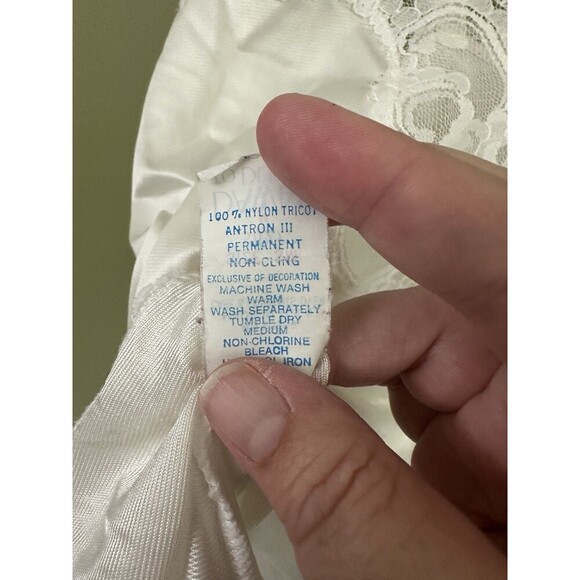 100% NYLON TRICOT
ANTRON III
PERMANENT
NON CLING
EXCLUSIVE OF DECORATION
MACHINE WASH
WARM
WASH SEPARATELY
TUMBLE DRY
MEDIUM
NON-CHLORINE
BLEACH
IRON